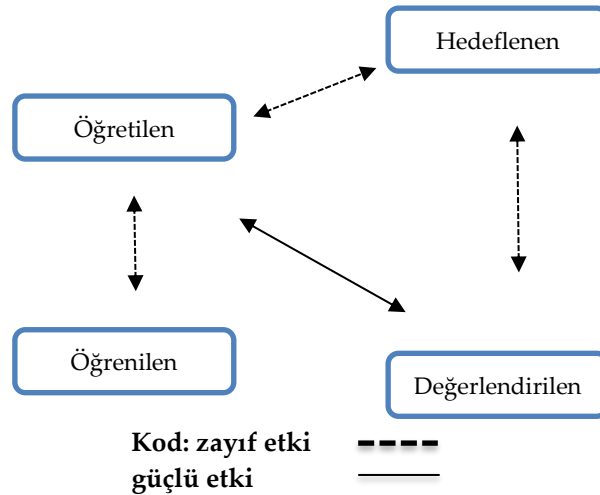 Hedeflenen
Öğretilen
Öğrenilen
Değerlendirilen
Kod: zayıf etki
güçlü etki